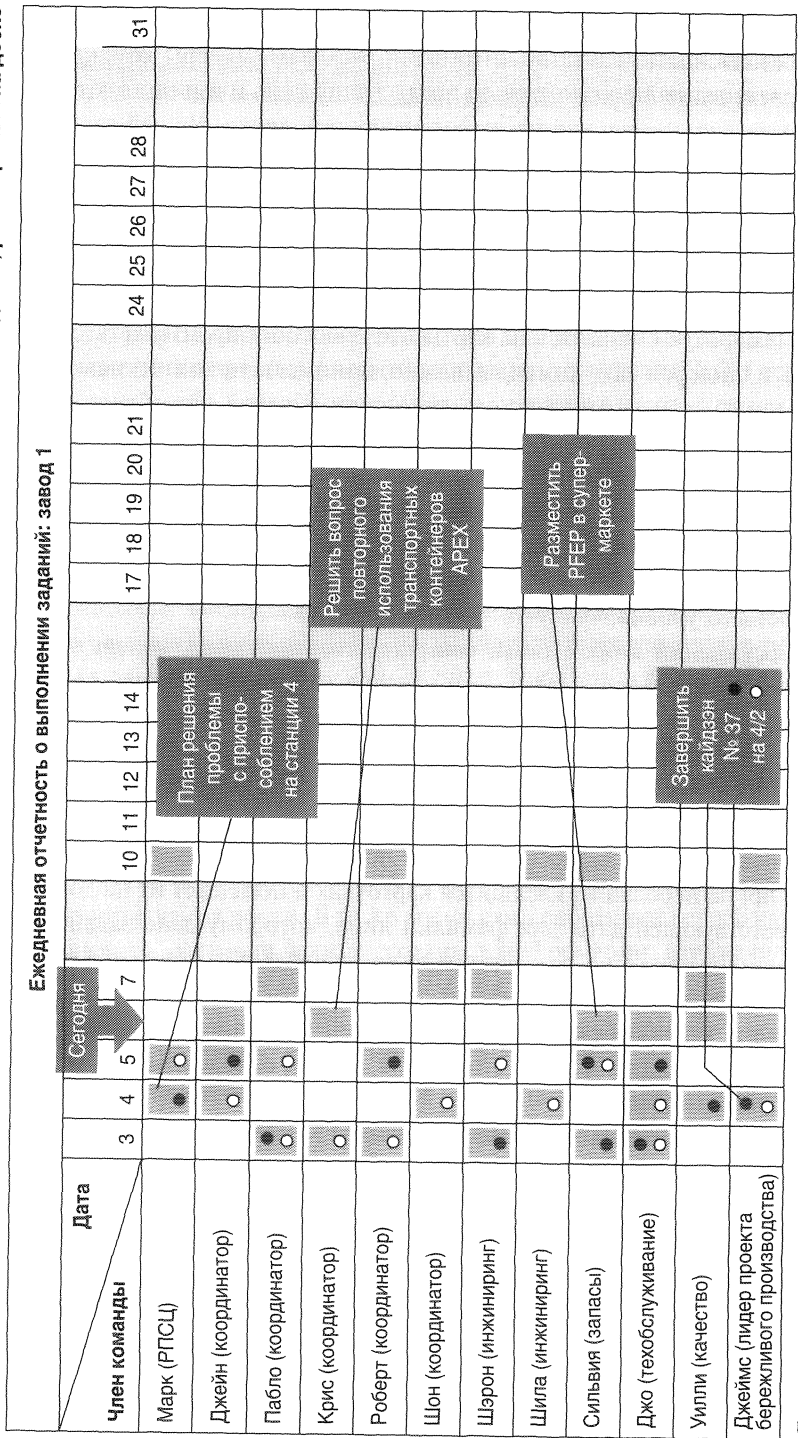 Ежедневная отчетность о выполнении заданий: завод 1
Дата
Член команды
3 4 5 7 10 11 12 13 14 17 18 19 20 21 24 25 26 27 28 31
Сегодня
Марк (РПСЦ)
Джейн (координатор)
Пабло (координатор)
Крис (координатор)
Роберт (координатор)
Шон (координатор)
Шэрон (инжиниринг)
Шила (инжиниринг)
Сильвия (запасы)
Джо (техобслуживание)
Уилли (качество)
Джеймс (лидер проекта
бережливого производства)
План решения
проблемы
с приспо-
соблением
на станции 4
Решить вопрос
повторного
использования
транспортных
контейнеров
APEX
Разместить
PFEP в супер-
маркете
Завершить
кайдзэн
№ 37
на 4/2